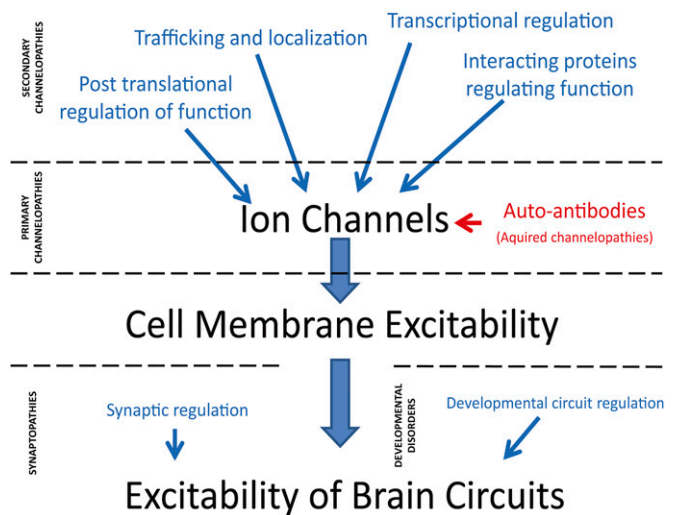 SECONDARY
CHANNELOPATHIES
Trafficking and localization
Transcriptional regulation
Post translational
regulation of function
Interacting proteins
regulating function
PRIMARY
CHANNELOPATHIES
Ion Channels
Auto-antibodies
(Aquired channelopathies)
Cell Membrane Excitability
SYNAPTOPATHIES
Synaptic regulation
DEVELOPMENTAL
DISORDERS
Developmental circuit regulation
Excitability of Brain Circuits